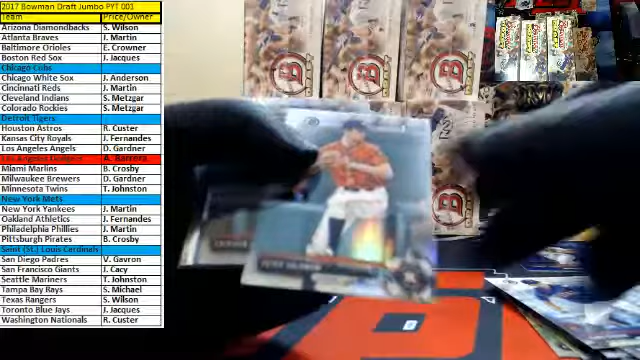 2017 Bowman Draft Jumbo PYT 001
Team Price/Owner
Arizona Diamondbacks S. Wilson
Atlanta Braves J. Martin
Baltimore Orioles E. Crowner
Boston Red Sox J. Jacques
Chicago Cubs
Chicago White Sox J. Anderson
Cincinnati Reds J. Martin
Cleveland Indians S. Metzgar
Colorado Rockies S. Metzgar
Detroit Tigers
Houston Astros R. Custer
Kansas City Royals J. Fernandes
Los Angeles Angels D. Gardner
Los Angeles Dodgers A. Barrera
Miami Marlins B. Crosby
Milwaukee Brewers D. Gardner
Minnesota Twins T. Johnston
New York Mets
New York Yankees J. Martin
Oakland Athletics J. Fernandes
Philadelphia Phillies J. Martin
Pittsburgh Pirates B. Crosby
Saint (St.) Louis Cardinals
San Diego Padres V. Gavron
San Francisco Giants J. Cacy
Seattle Mariners T. Johnston
Tampa Bay Rays S. Michael
Texas Rangers S. Wilson
Toronto Blue Jays J. Jacques
Washington Nationals R. Custer